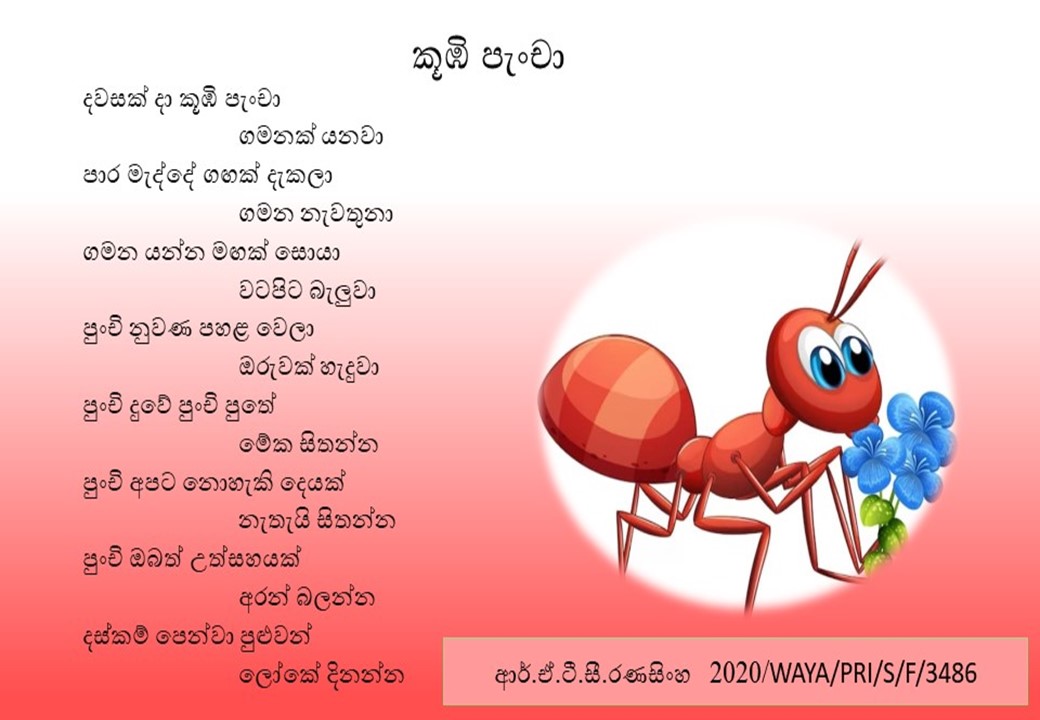 කූඹි පැංචා
දවසක් දා කූඹි පැංචා
ගමනක් යනවා
පාර මැද්දේ ගඟක් දැකලා
ගමන නැවතුනා
ගමන යන්න මඟක් සොයා
වටපිට බැලුවා
පුංචි නුවණ පහළ වෙලා
ඔරුවක් හැදුවා
පුංචි දුවේ පුංචි පුතේ
මේක සිතන්න
පුංචි අපට නොහැකි දෙයක්
නැතැයි සිතන්න
පුංචි ඔබත් උත්සහයක්
අරන් බලන්න
දස්කම් පෙන්වා පුළුවන්
ලෝකේ දිනන්න
ආර්.ඒ.ටී.සී.රණසිංහ 2020/WAYA/PRI/S/F/3486